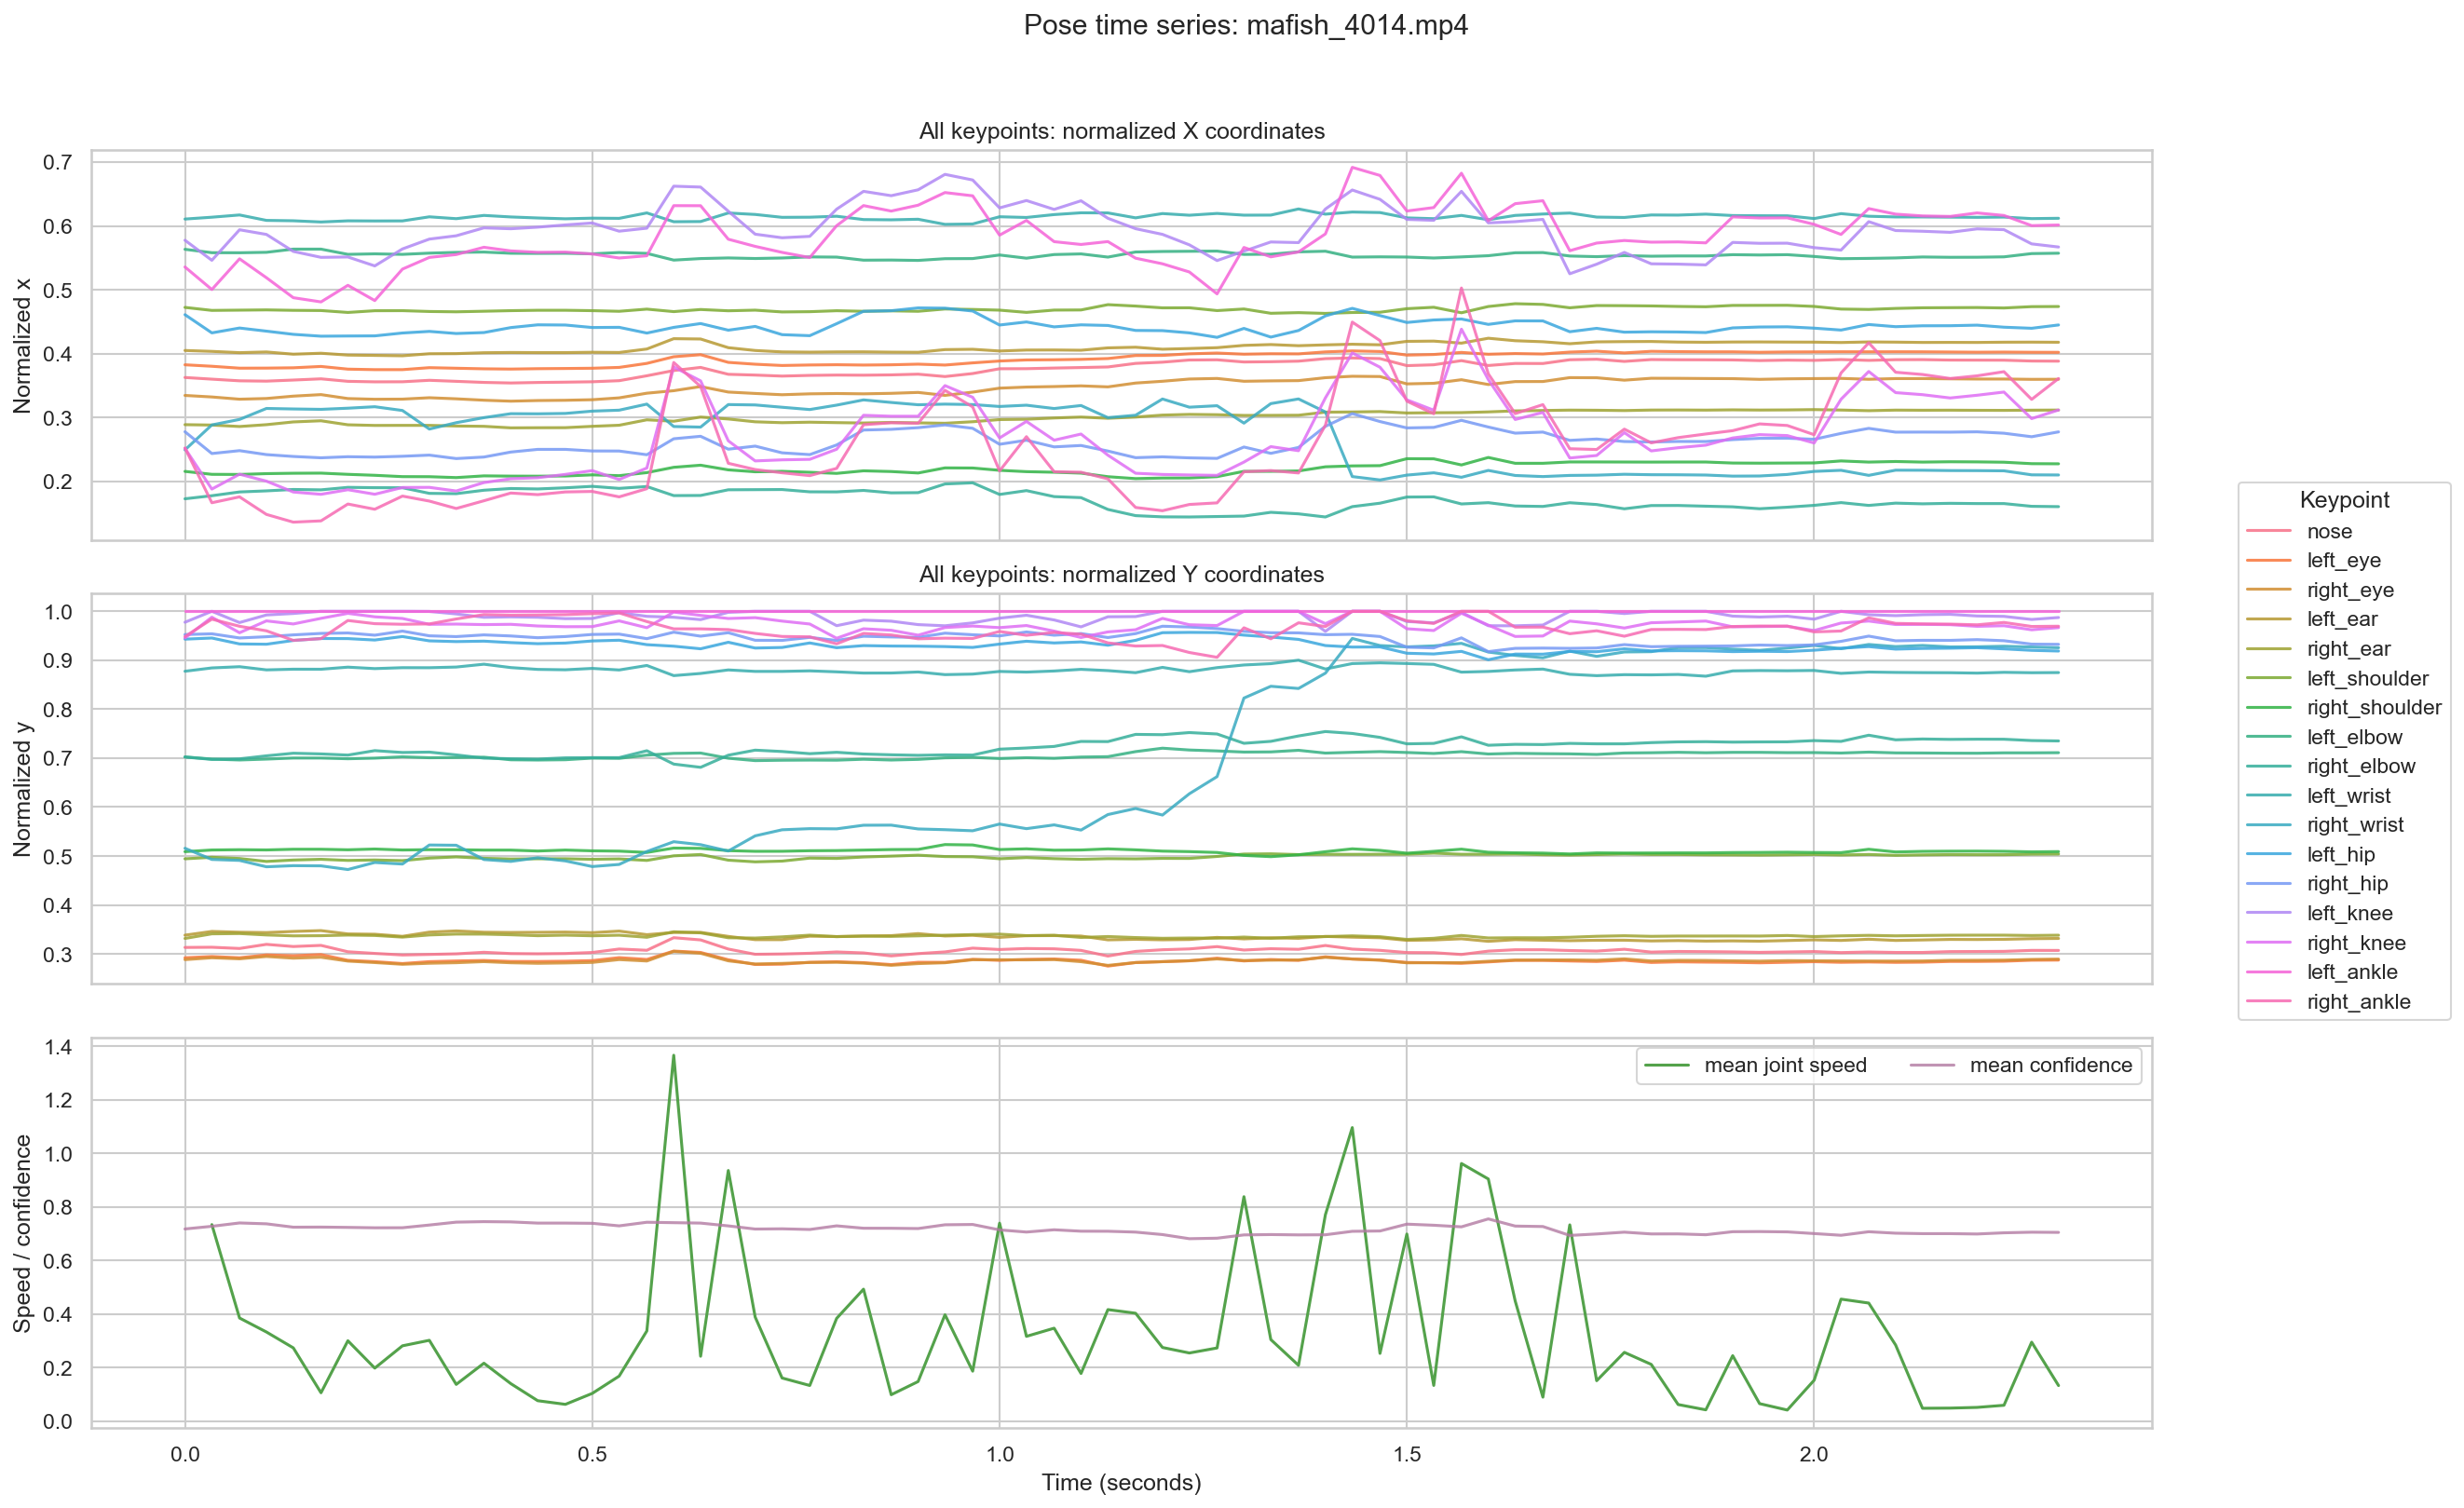 Pose time series: mafish_4014.mp4
All keypoints: normalized X coordinates
Normalized x
0.7
0.6
0.5
0.4
0.3
0.2
All keypoints: normalized Y coordinates
Normalized y
1.0
0.9
0.8
0.7
0.6
0.5
0.4
0.3
Keypoint
nose
left_eye
right_eye
left_ear
right_ear
left_shoulder
right_shoulder
left_elbow
right_elbow
left_wrist
right_wrist
left_hip
right_hip
left_knee
right_knee
left_ankle
right_ankle
mean joint speed mean confidence
Speed / confidence
1.4
1.2
1.0
0.8
0.6
0.4
0.2
0.0
0.0 0.5 1.0 1.5 2.0
Time (seconds)